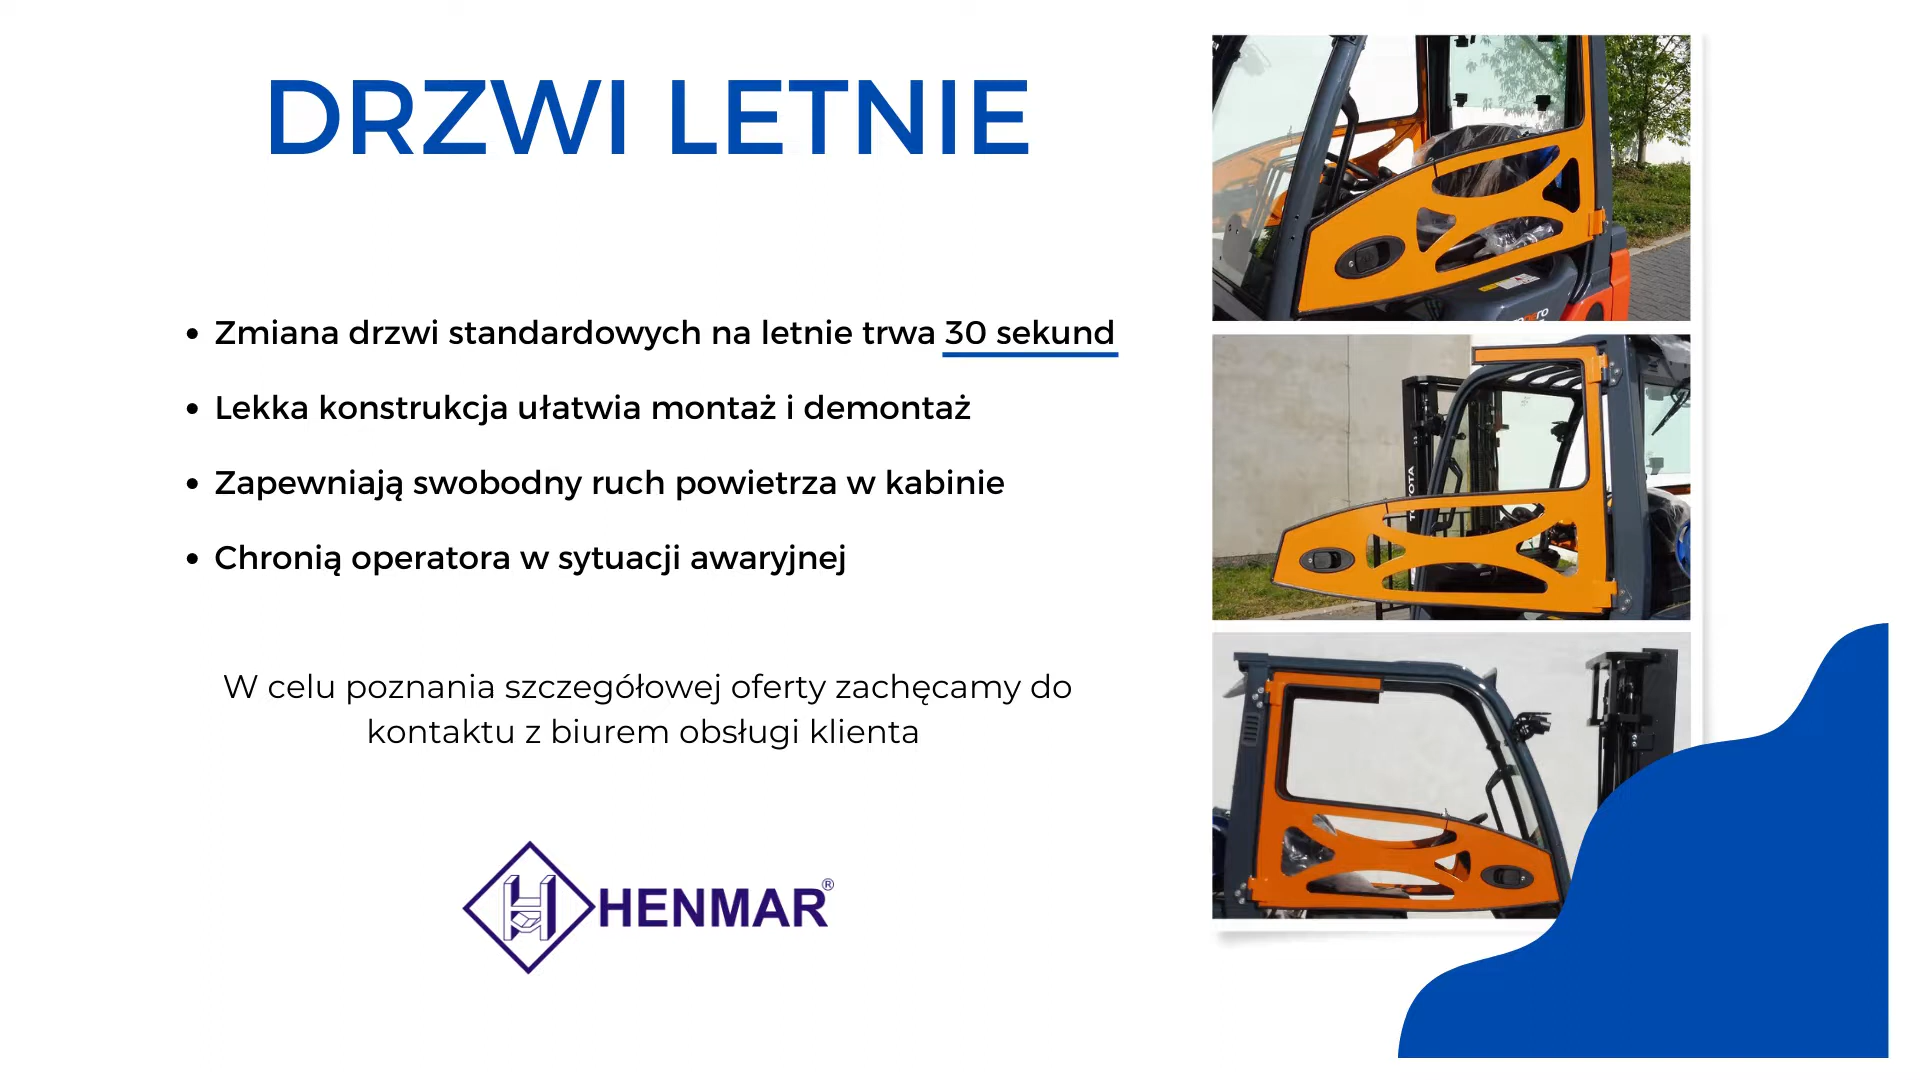 DRZWI LETNIE
• Zmiana drzwi standardowych na letnie trwa 30 sekund
• Lekka konstrukcja ułatwia montaż i demontaż
• Zapewniają swobodny ruch powietrza w kabinie
• Chronią operatora w sytuacji awaryjnej
W celu poznania szczegółowej oferty zachęcamy do
kontaktu z biurem obsługi klienta
HENMAR®
TOYOTA